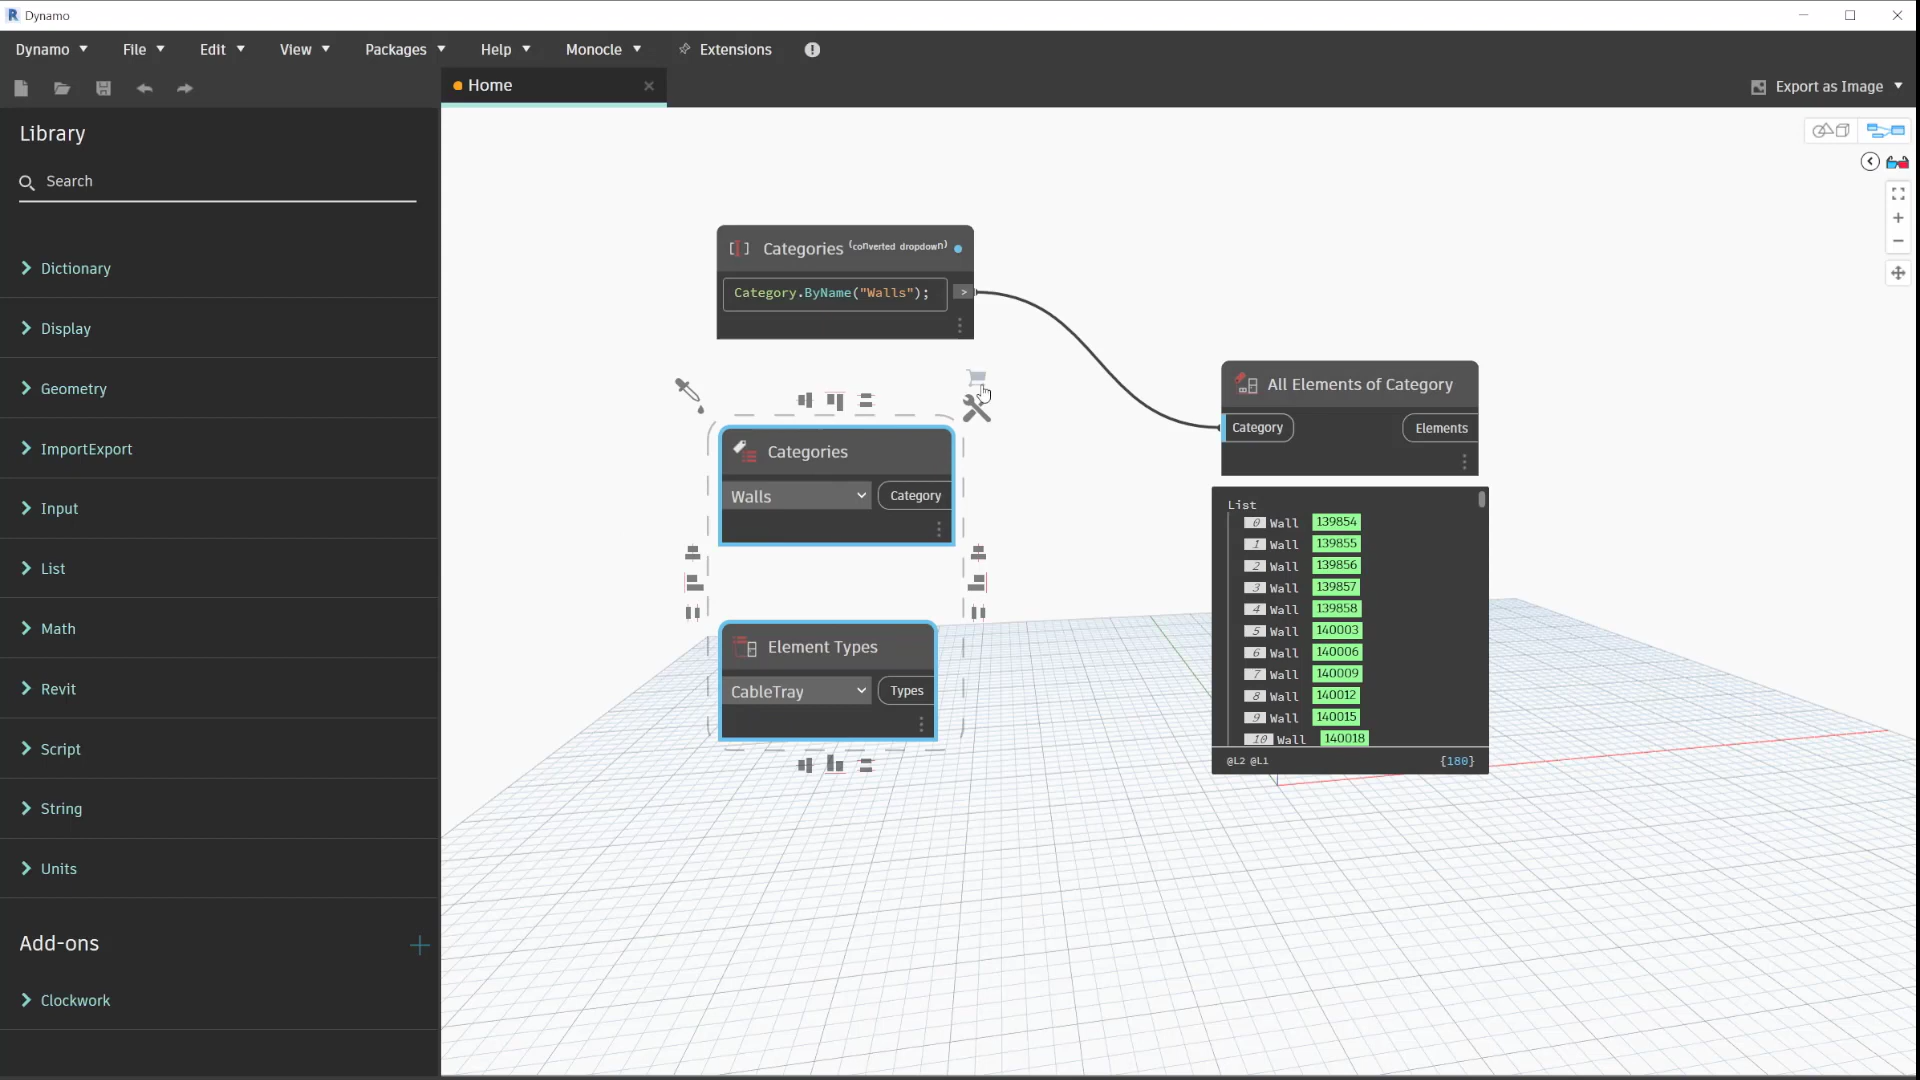 Dynamo
Dynamo File Edit View Packages Help Monocle Extensions
Home
Export as Image
Library
Search
Dictionary
Display
Geometry
ImportExport
Input
List
Math
Revit
Script
String
Units
Add-ons
Clockwork
Categories (converted dropdown)
Category.ByName("Walls");
>
Categories
Walls Category
Element Types
CableTray Types
All Elements of Category
Category Elements
List
0 Wall 139854
1 Wall 139855
2 Wall 139856
3 Wall 139857
4 Wall 139858
5 Wall 140003
6 Wall 140006
7 Wall 140009
8 Wall 140012
9 Wall 140015
10 Wall 140018
@L2 @L1 {180}